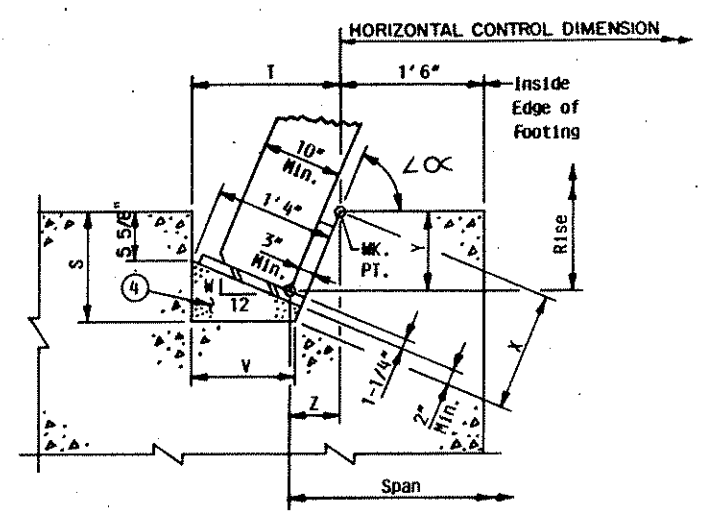 HORIZONTAL CONTROL DIMENSION
T
1'6"
Inside
Edge of
Footing
10"
Min.
∠∝
1'4"
5 5/8"
S
3"
Min.
WK.
PT.
Y
Rise
4
W
12
X
V
Z
1-1/4"
2"
Min.
Span